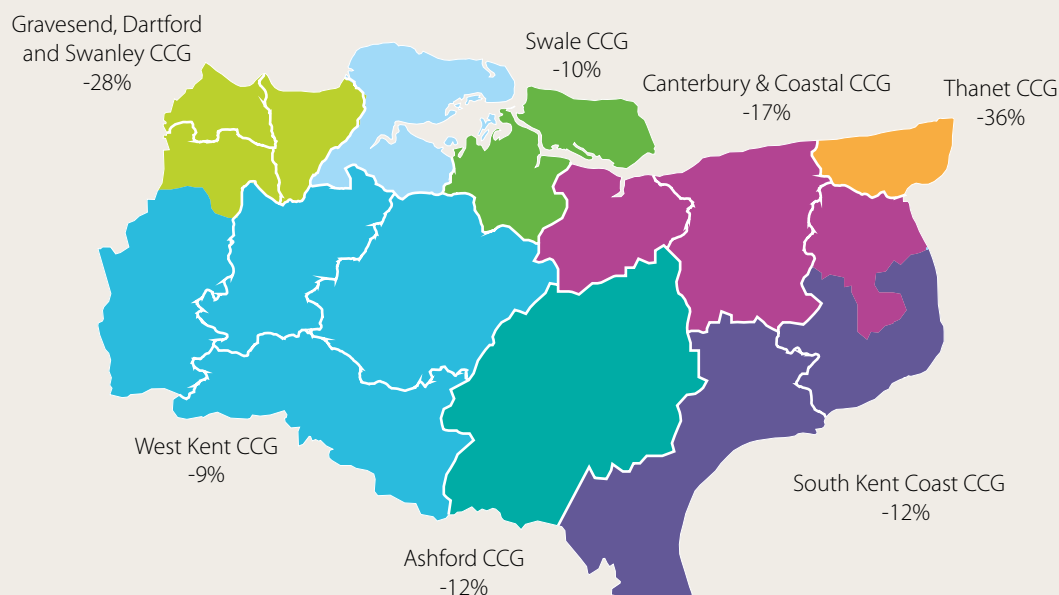 Gravesend, Dartford
and Swanley CCG
-28%
Swale CCG
-10%
Canterbury & Coastal CCG
-17%
Thanet CCG
-36%
West Kent CCG
-9%
South Kent Coast CCG
-12%
Ashford CCG
-12%